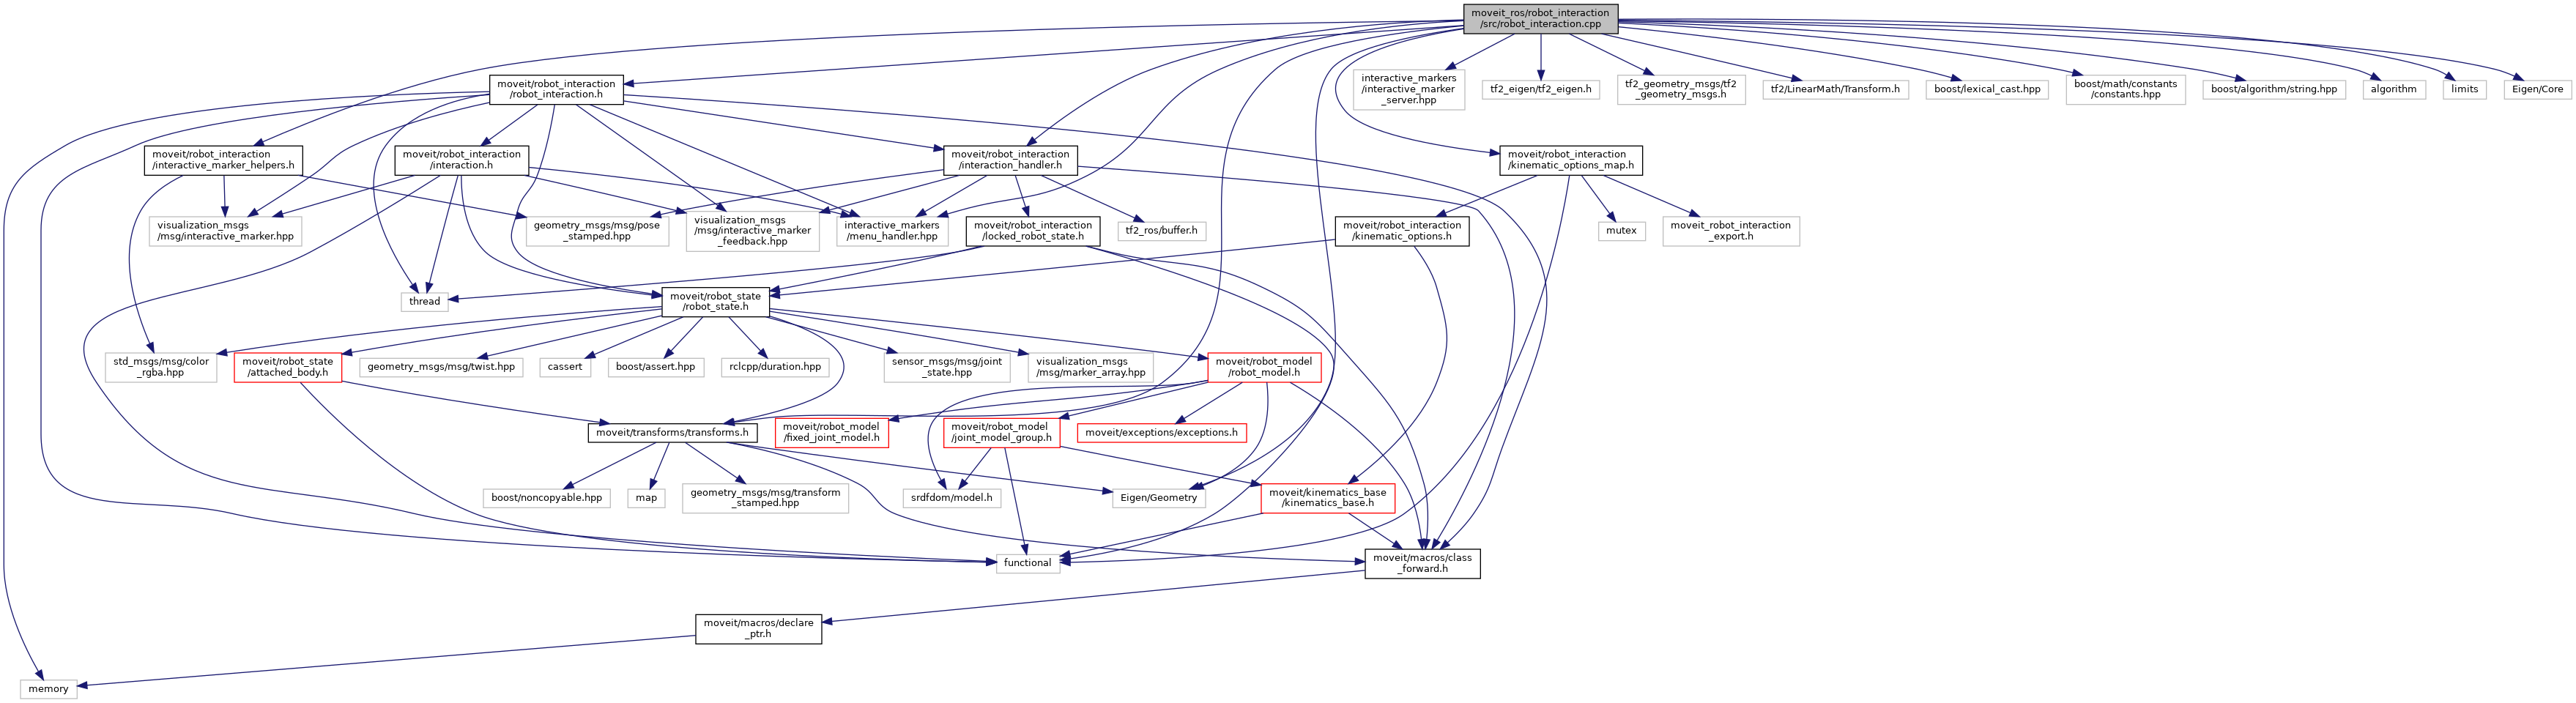 moveit_ros/robot_interaction
/src/robot_interaction.cpp
moveit/robot_interaction
/robot_interaction.h
interactive_markers
/interactive_marker
_server.hpp
tf2_eigen/tf2_eigen.h
tf2_geometry_msgs/tf2
_geometry_msgs.h
tf2/LinearMath/Transform.h
boost/lexical_cast.hpp
boost/math/constants
/constants.hpp
boost/algorithm/string.hpp
algorithm
limits
Eigen/Core
moveit/robot_interaction
/interactive_marker_helpers.h
moveit/robot_interaction
/interaction.h
moveit/robot_interaction
/interaction_handler.h
moveit/robot_interaction
/kinematic_options_map.h
visualization_msgs
/msg/interactive_marker.hpp
geometry_msgs/msg/pose
_stamped.hpp
visualization_msgs
/msg/interactive_marker
_feedback.hpp
interactive_markers
/menu_handler.hpp
moveit/robot_interaction
/locked_robot_state.h
tf2_ros/buffer.h
moveit/robot_interaction
/kinematic_options.h
mutex
moveit_robot_interaction
_export.h
thread
moveit/robot_state
/robot_state.h
std_msgs/msg/color
_rgba.hpp
moveit/robot_state
/attached_body.h
geometry_msgs/msg/twist.hpp
cassert
boost/assert.hpp
rclcpp/duration.hpp
sensor_msgs/msg/joint
_state.hpp
visualization_msgs
/msg/marker_array.hpp
moveit/robot_model
/robot_model.h
moveit/transforms/transforms.h
moveit/robot_model
/fixed_joint_model.h
moveit/robot_model
/joint_model_group.h
moveit/exceptions/exceptions.h
boost/noncopyable.hpp
map
geometry_msgs/msg/transform
_stamped.hpp
srdfdom/model.h
Eigen/Geometry
moveit/kinematics_base
/kinematics_base.h
functional
moveit/macros/class
_forward.h
moveit/macros/declare
_ptr.h
memory